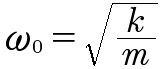 ω₀ = √(k/m)